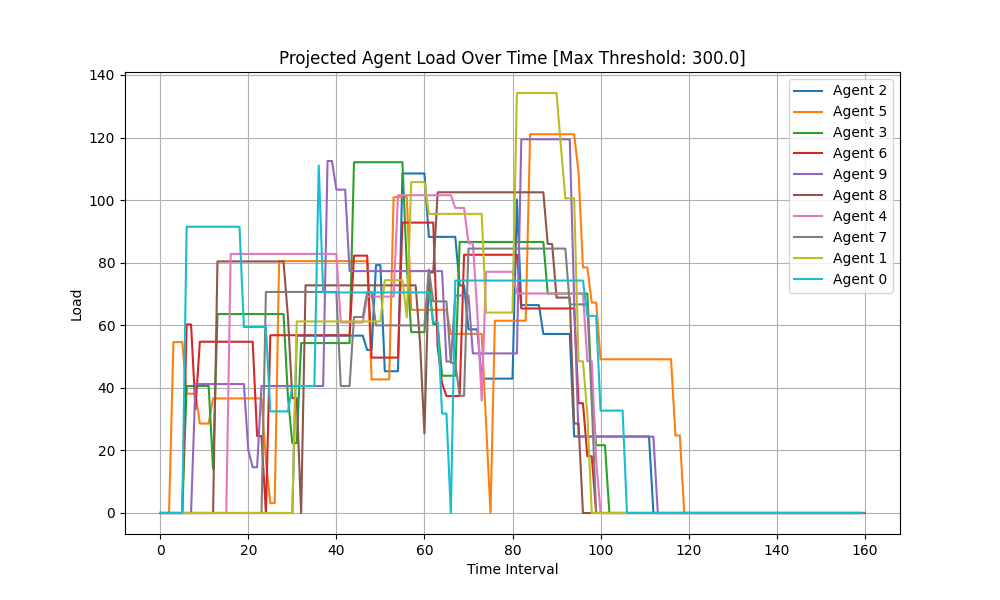 Projected Agent Load Over Time [Max Threshold: 300.0]
Load
140
120
100
80
60
40
20
0
0 20 40 60 80 100 120 140 160
Time Interval
Agent 2
Agent 5
Agent 3
Agent 6
Agent 9
Agent 8
Agent 4
Agent 7
Agent 1
Agent 0